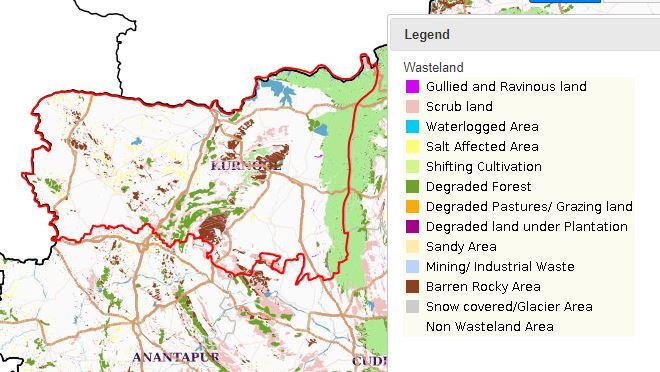 Legend
Wasteland
Gullied and Ravinous land
Scrub land
Waterlogged Area
Salt Affected Area
Shifting Cultivation
Degraded Forest
Degraded Pastures/ Grazing land
Degraded land under Plantation
Sandy Area
Mining/ Industrial Waste
Barren Rocky Area
Snow covered/Glacier Area
Non Wasteland Area
KURNOOL
ANANTAPUR
CUDD